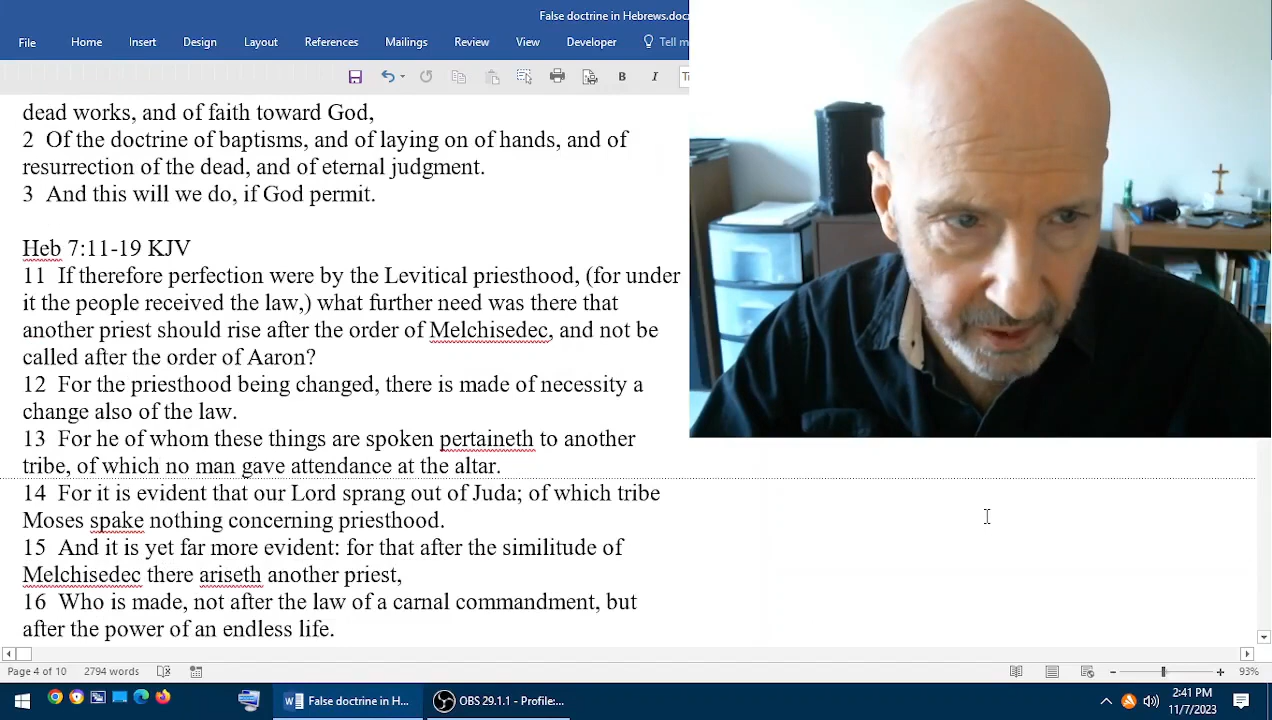 False doctrine in Hebrews.docx
File Home Insert Design Layout References Mailings Review View Developer Tell m
B I
dead works, and of faith toward God,
2 Of the doctrine of baptisms, and of laying on of hands, and of
resurrection of the dead, and of eternal judgment.
3 And this will we do, if God permit.
Heb 7:11-19 KJV
11 If therefore perfection were by the Levitical priesthood, (for under
it the people received the law,) what further need was there that
another priest should rise after the order of Melchisedec, and not be
called after the order of Aaron?
12 For the priesthood being changed, there is made of necessity a
change also of the law.
13 For he of whom these things are spoken pertaineth to another
tribe, of which no man gave attendance at the altar.
14 For it is evident that our Lord sprang out of Juda; of which tribe
Moses spake nothing concerning priesthood.
15 And it is yet far more evident: for that after the similitude of
Melchisedec there ariseth another priest,
16 Who is made, not after the law of a carnal commandment, but
after the power of an endless life.
Page 4 of 10 2794 words 93%
False doctrine in H... OBS 29.1.1 - Profile:... 2:41 PM
11/7/2023